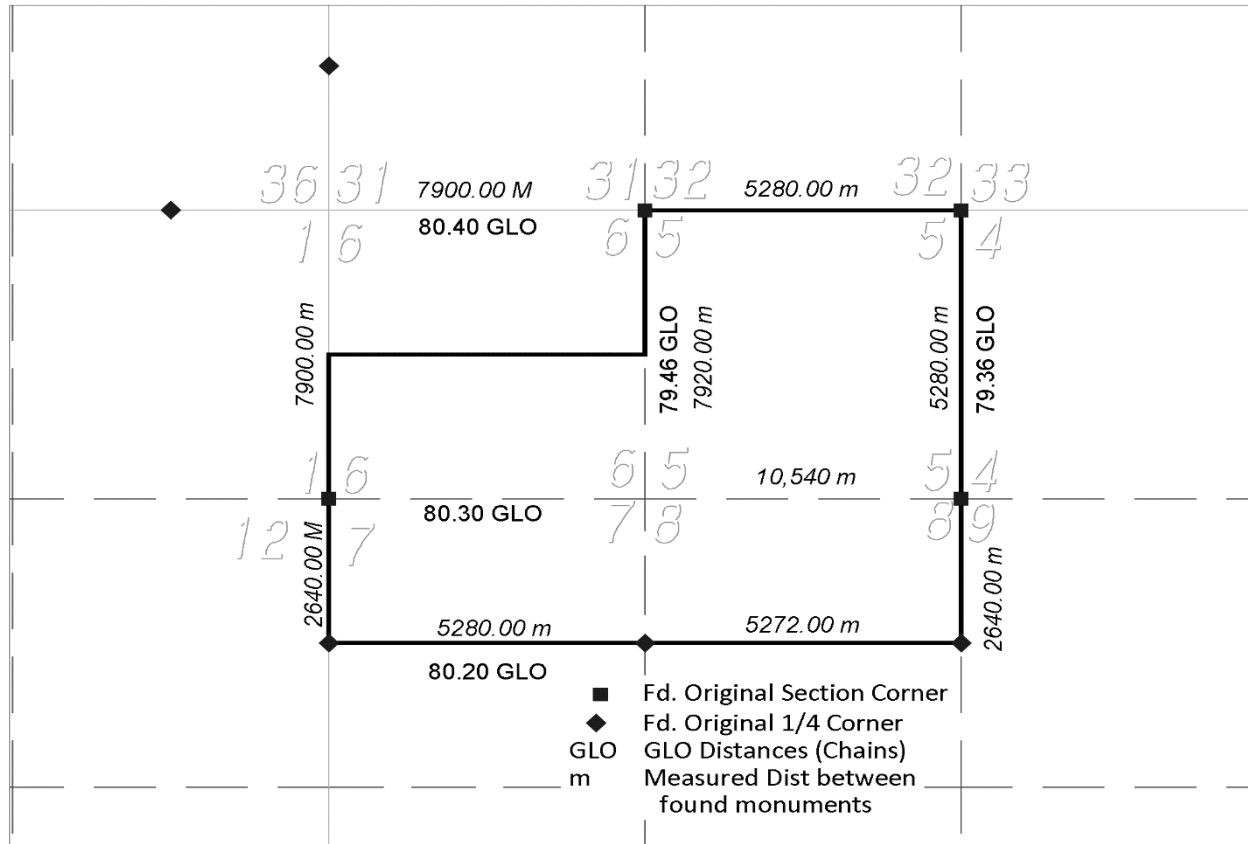 36 31
7900.00 M
31 32
5280.00 m
32 33
80.40 GLO
1 6
6 5
5 4
7900.00 m
79.46 GLO
7920.00 m
5280.00 m
79.36 GLO
1 6
6 5
10,540 m
5 4
80.30 GLO
12 7
7 8
8 9
2640.00 M
5280.00 m
5272.00 m
2640.00 m
80.20 GLO
Fd. Original Section Corner
Fd. Original 1/4 Corner
GLO GLO Distances (Chains)
m Measured Dist between
found monuments